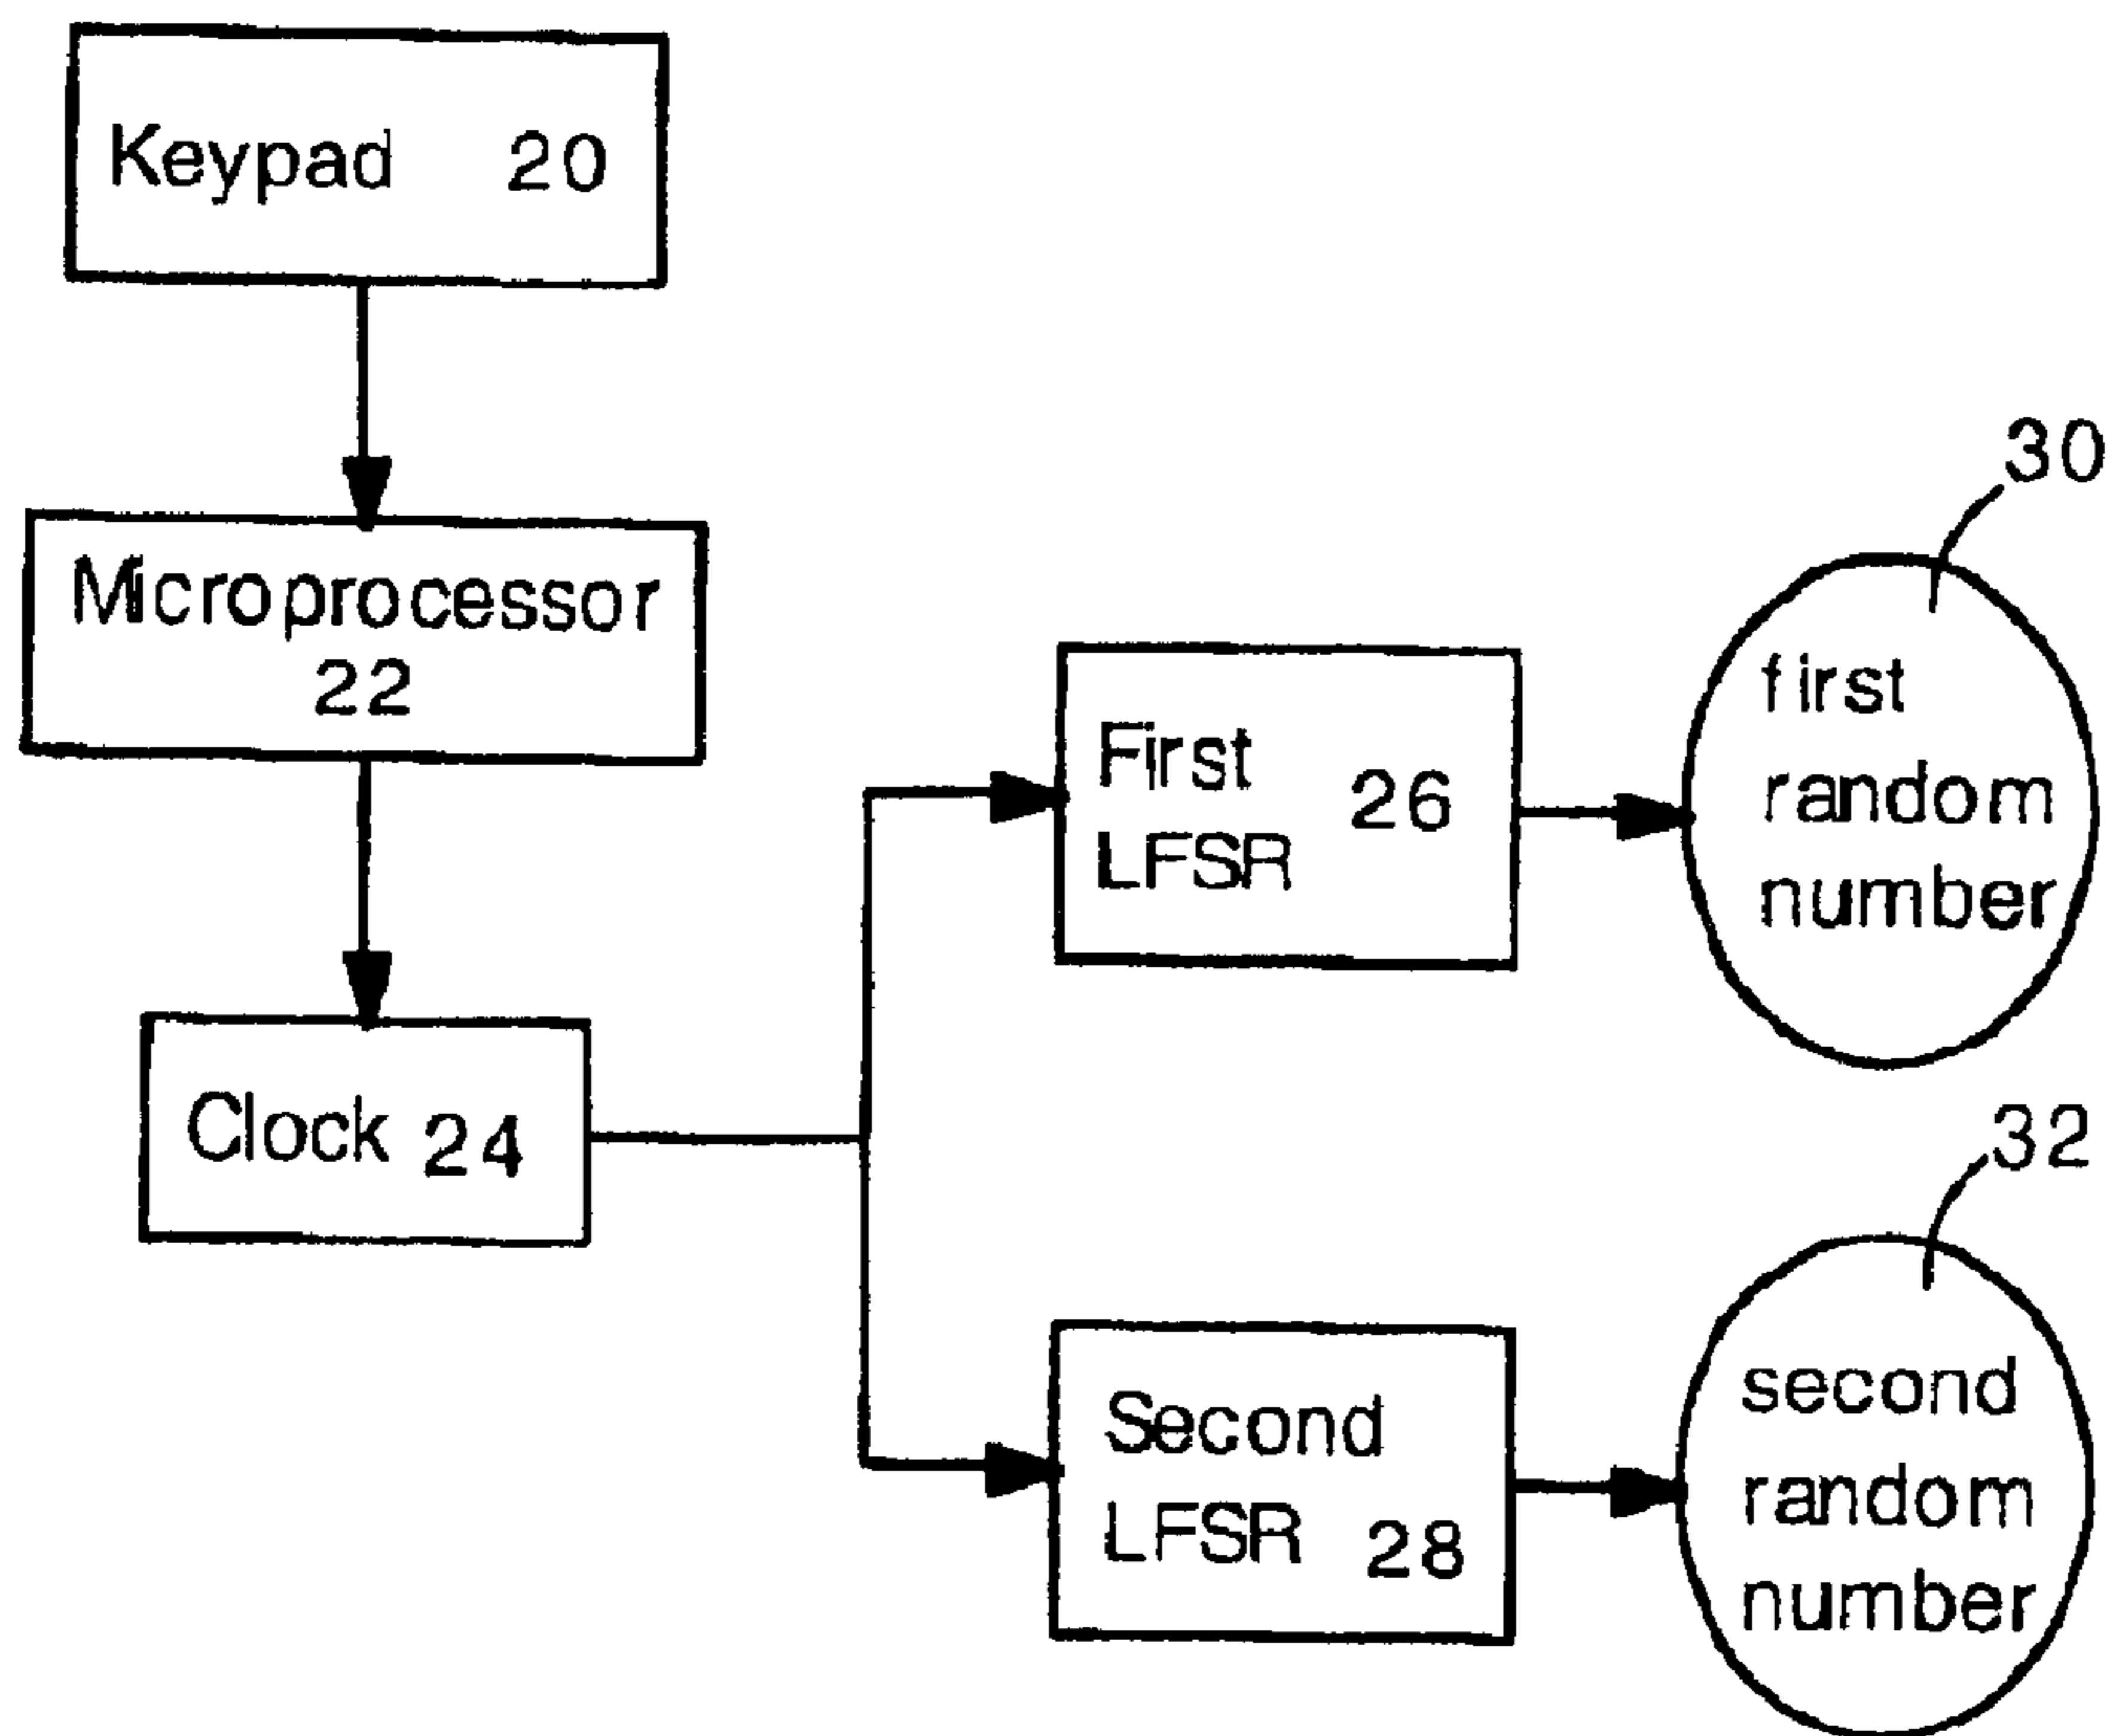 Keypad 20
Microprocessor
22
Clock 24
First
LFSR 26
30
first
random
number
Second
LFSR 28
32
second
random
number